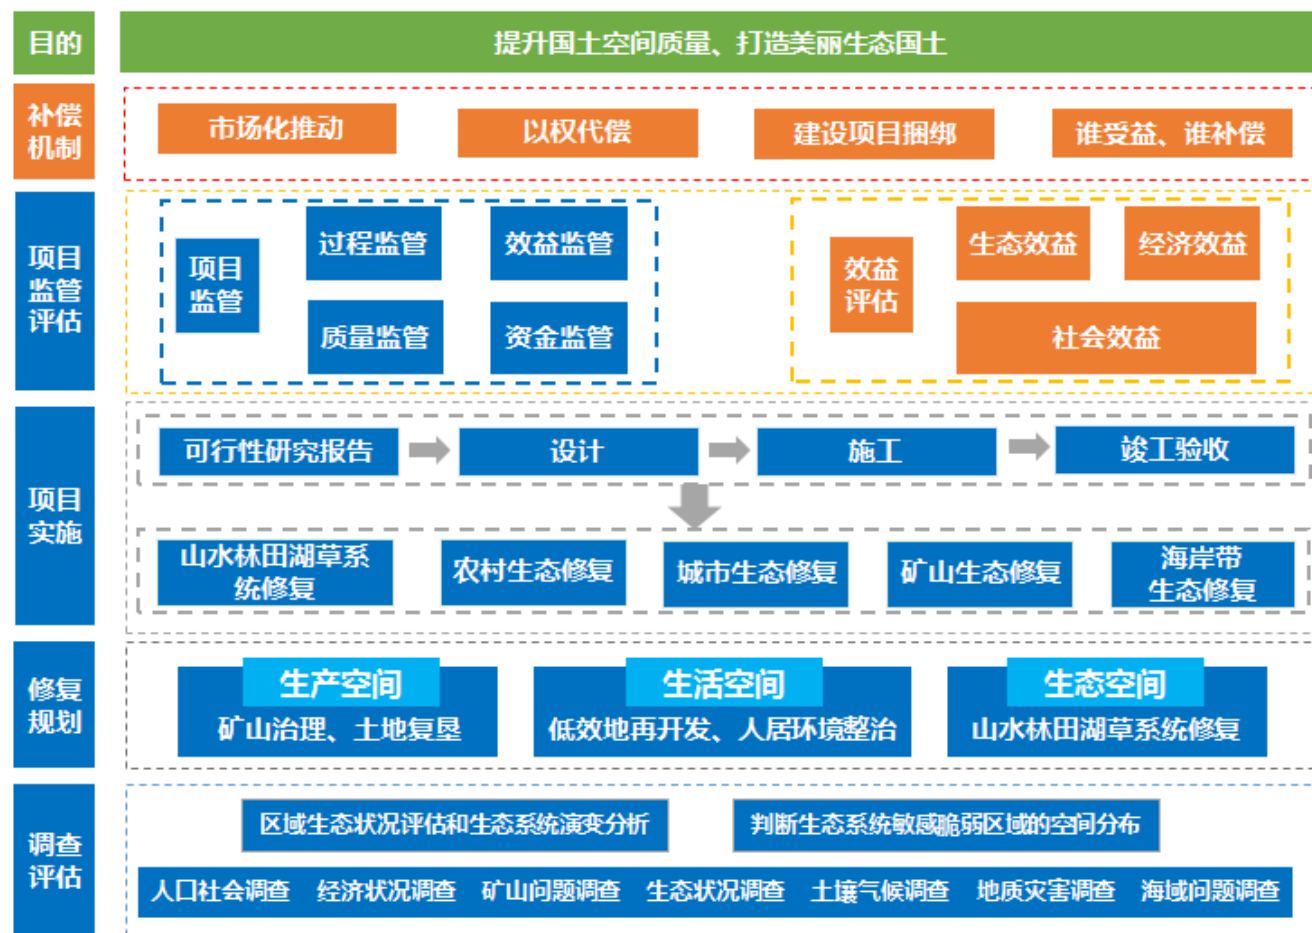 目的
提升国土空间质量、打造美丽生态国土
补偿
机制
市场化推动
以权代偿
建设项目捆绑
谁受益、谁补偿
项目
监管
评估
项目
监管
过程监管
效益监管
质量监管
资金监管
效益
评估
生态效益
经济效益
社会效益
项目
实施
可行性研究报告
设计
施工
竣工验收
山水林田湖草系
统修复
农村生态修复
城市生态修复
矿山生态修复
海岸带
生态修复
修复
规划
生产空间
矿山治理、土地复垦
生活空间
低效地再开发、人居环境整治
生态空间
山水林田湖草系统修复
调查
评估
区域生态状况评估和生态系统演变分析
判断生态系统敏感脆弱区域的空间分布
人口社会调查 经济状况调查 矿山问题调查 生态状况调查 土壤气候调查 地质灾害调查 海域问题调查